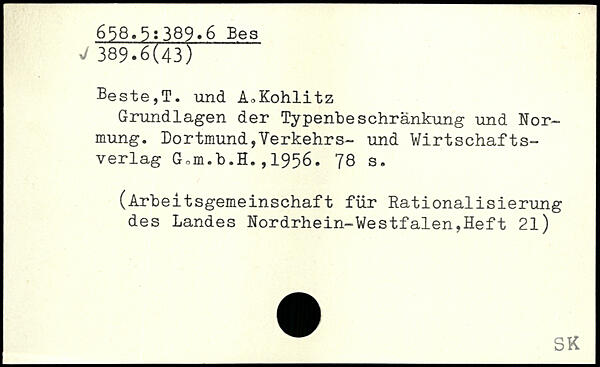 658.5:389.6 Bes
✓ 389.6(43)
Beste,T. und A.Kohlitz
Grundlagen der Typenbeschränkung und Nor-
mung. Dortmund,Verkehrs- und Wirtschafts-
verlag G.m.b.H.,1956. 78 s.
(Arbeitsgemeinschaft für Rationalisierung
des Landes Nordrhein-Westfalen,Heft 21)
SK